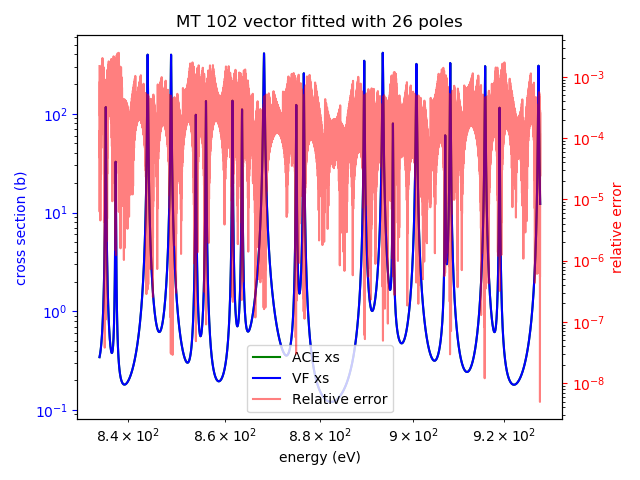 MT 102 vector fitted with 26 poles
cross section (b)
10²
10¹
10⁰
10⁻¹
10⁻³
10⁻⁴
10⁻⁵
10⁻⁶
10⁻⁷
10⁻⁸
relative error
ACE xs
VF xs
Relative error
8.4 × 10² 8.6 × 10² 8.8 × 10² 9 × 10² 9.2 × 10²
energy (eV)